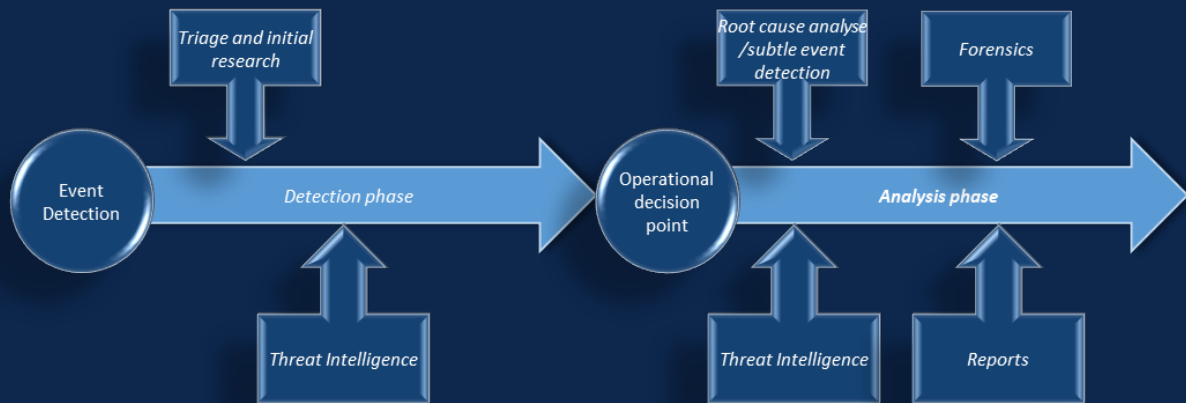 Triage and initial
research
Root cause analyse
/subtle event
detection
Forensics
Event
Detection
Detection phase
Operational
decision
point
Analysis phase
Threat Intelligence
Threat Intelligence
Reports